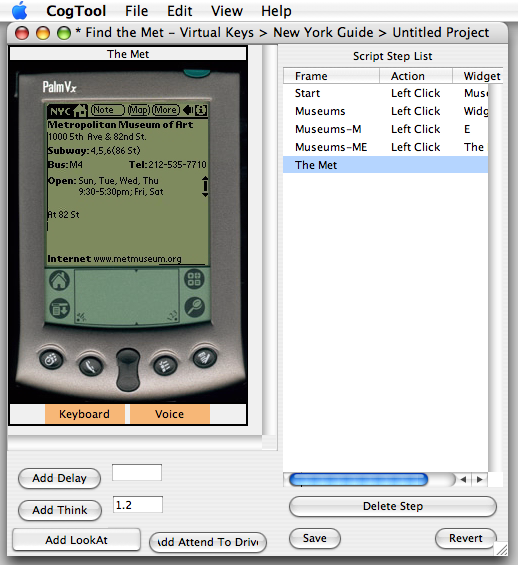 CogTool File Edit View Help
* Find the Met – Virtual Keys > New York Guide > Untitled Project
The Met
PalmVx
NYC Note Map More i
Metropolitan Museum of Art
1000 5th Ave & 82nd St.
Subway: 4,5,6(86 St)
Bus: M4 Tel: 212-535-7710
Open: Sun, Tue, Wed, Thu
9:30-5:30pm; Fri, Sat
At 82 St
Internet www.metmuseum.org
Keyboard Voice
Add Delay
Add Think 1.2
Add LookAt Add Attend To Drive
Script Step List
Frame Action Widget
Start Left Click Muse
Museums Left Click Widg
Museums-M Left Click E
Museums-ME Left Click The
The Met
Delete Step
Save Revert